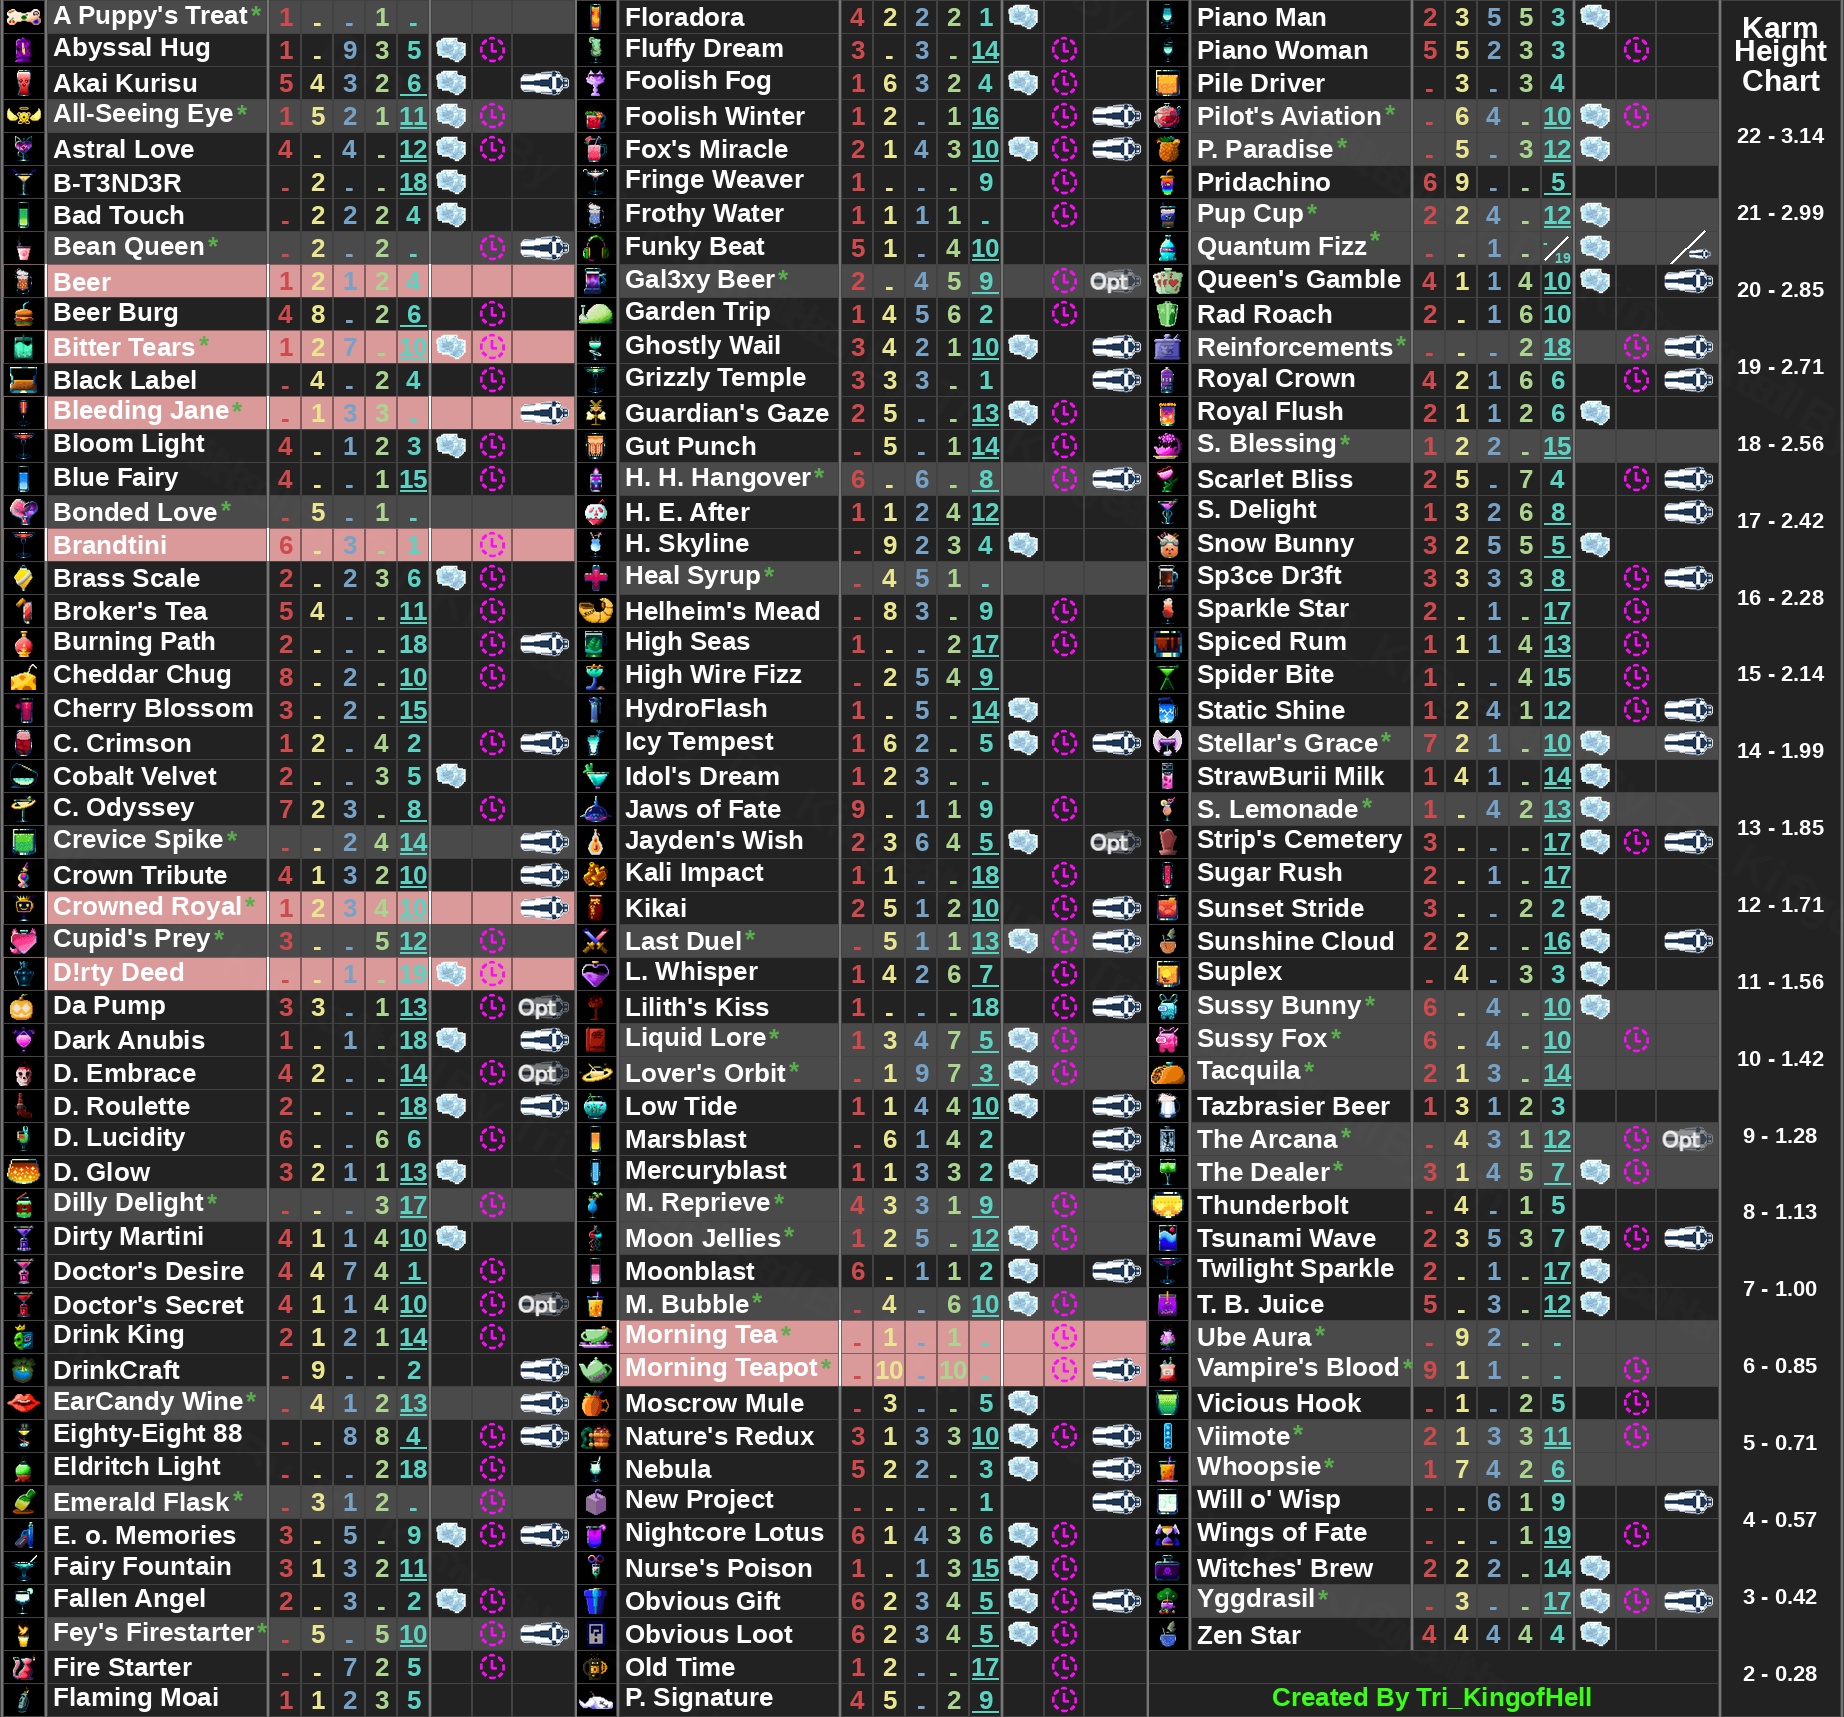 A Puppy's Treat* 1 - - 1 -
Abyssal Hug 1 - 9 3 5
Akai Kurisu 5 4 3 2 6
All-Seeing Eye* 1 5 2 1 11
Astral Love 4 - 4 - 12
B-T3ND3R - 2 - - 18
Bad Touch - 2 2 2 4
Bean Queen* - 2 - 2 -
Beer 1 2 1 2 4
Beer Burg 4 8 - 2 6
Bitter Tears* 1 2 7 - 10
Black Label - 4 - 2 4
Bleeding Jane* - 1 3 3 -
Bloom Light 4 - 1 2 3
Blue Fairy 4 - - 1 15
Bonded Love* - 5 - 1 -
Brandtini 6 - 3 - 1
Brass Scale 2 - 2 3 6
Broker's Tea 5 4 - - 11
Burning Path 2 - - - 18
Cheddar Chug 8 - 2 - 10
Cherry Blossom 3 - 2 - 15
C. Crimson 1 2 - 4 2
Cobalt Velvet 2 - - 3 5
C. Odyssey 7 2 3 - 8
Crevice Spike* - - 2 4 14
Crown Tribute 4 1 3 2 10
Crowned Royal* 1 2 3 4 10
Cupid's Prey* 3 - - 5 12
D!rty Deed - - 1 - 19
Da Pump 3 3 - 1 13 Opt
Dark Anubis 1 - 1 - 18
D. Embrace 4 2 - - 14 Opt
D. Roulette 2 - - - 18
D. Lucidity 6 - - 6 6
D. Glow 3 2 1 1 13
Dilly Delight* - - - 3 17
Dirty Martini 4 1 1 4 10
Doctor's Desire 4 4 7 4 1
Doctor's Secret 4 1 1 4 10 Opt
Drink King 2 1 2 1 14
DrinkCraft - 9 - - 2
EarCandy Wine* - 4 1 2 13
Eighty-Eight 88 - - 8 8 4
Eldritch Light - - - 2 18
Emerald Flask* - 3 1 2 -
E. o. Memories 3 - 5 - 9
Fairy Fountain 3 1 3 2 11
Fallen Angel 2 - 3 - 2
Fey's Firestarter* - 5 - 5 10
Fire Starter - - 7 2 5
Flaming Moai 1 1 2 3 5
Floradora 4 2 2 2 1
Fluffy Dream 3 - 3 - 14
Foolish Fog 1 6 3 2 4
Foolish Winter 1 2 - 1 16
Fox's Miracle 2 1 4 3 10
Fringe Weaver 1 - - - 9
Frothy Water 1 1 1 1 -
Funky Beat 5 1 - 4 10
Gal3xy Beer* 2 - 4 5 9 Opt
Garden Trip 1 4 5 6 2
Ghostly Wail 3 4 2 1 10
Grizzly Temple 3 3 3 - 1
Guardian's Gaze 2 5 - - 13
Gut Punch - 5 - 1 14
H. H. Hangover* 6 - 6 - 8
H. E. After 1 1 2 4 12
H. Skyline - 9 2 3 4
Heal Syrup* - 4 5 1 -
Helheim's Mead - 8 3 - 9
High Seas 1 - - 2 17
High Wire Fizz - 2 5 4 9
HydroFlash 1 - 5 - 14
Icy Tempest 1 6 2 - 5
Idol's Dream 1 2 3 - -
Jaws of Fate 9 - 1 1 9
Jayden's Wish 2 3 6 4 5 Opt
Kali Impact 1 1 - - 18
Kikai 2 5 1 2 10
Last Duel* - 5 1 1 13
L. Whisper 1 4 2 6 7
Lilith's Kiss 1 - - - 18
Liquid Lore* 1 3 4 7 5
Lover's Orbit* - 1 9 7 3
Low Tide 1 1 4 4 10
Marsblast - 6 1 4 2
Mercuryblast 1 1 3 3 2
M. Reprieve* 4 3 3 1 9
Moon Jellies* 1 2 5 - 12
Moonblast 6 - 1 1 2
M. Bubble* - 4 - 6 10
Morning Tea* - 1 - 1 -
Morning Teapot* - 10 - 10 -
Moscrow Mule - 3 - - 5
Nature's Redux 3 1 3 3 10
Nebula 5 2 2 - 3
New Project - - - - 1
Nightcore Lotus 6 1 4 3 6
Nurse's Poison 1 - 1 3 15
Obvious Gift 6 2 3 4 5
Obvious Loot 6 2 3 4 5
Old Time 1 2 - - 17
P. Signature 4 5 - 2 9
Piano Man 2 3 5 5 3
Piano Woman 5 5 2 3 3
Pile Driver - 3 - 3 4
Pilot's Aviation* - 6 4 - 10
P. Paradise* - 5 - 3 12
Pridachino 6 9 - - 5
Pup Cup* 2 2 4 - 12
Quantum Fizz* - - 1 - -/19
Queen's Gamble 4 1 1 4 10
Rad Roach 2 - 1 6 10
Reinforcements* - - - 2 18
Royal Crown 4 2 1 6 6
Royal Flush 2 1 1 2 6
S. Blessing* 1 2 2 - 15
Scarlet Bliss 2 5 - 7 4
S. Delight 1 3 2 6 8
Snow Bunny 3 2 5 5 5
Sp3ce Dr3ft 3 3 3 3 8
Sparkle Star 2 - 1 - 17
Spiced Rum 1 1 1 4 13
Spider Bite 1 - - 4 15
Static Shine 1 2 4 1 12
Stellar's Grace* 7 2 1 - 10
StrawBurii Milk 1 4 1 - 14
S. Lemonade* 1 - 4 2 13
Strip's Cemetery 3 - - - 17
Sugar Rush 2 - 1 - 17
Sunset Stride 3 - - 2 2
Sunshine Cloud 2 2 - - 16
Suplex - 4 - 3 3
Sussy Bunny* 6 - 4 - 10
Sussy Fox* 6 - 4 - 10
Tacquila* 2 1 3 - 14
Tazbrasier Beer 1 3 1 2 3
The Arcana* - 4 3 1 12 Opt
The Dealer* 3 1 4 5 7
Thunderbolt - 4 - 1 5
Tsunami Wave 2 3 5 3 7
Twilight Sparkle 2 - 1 - 17
T. B. Juice 5 - 3 - 12
Ube Aura* - 9 2 - -
Vampire's Blood* 9 1 1 - -
Vicious Hook - 1 - 2 5
Viimote* 2 1 3 3 11
Whoopsie* 1 7 4 2 6
Will o' Wisp - - 6 1 9
Wings of Fate - - - 1 19
Witches' Brew 2 2 2 - 14
Yggdrasil* - 3 - - 17
Zen Star 4 4 4 4 4
Created By Tri_KingofHell
Karm
Height
Chart
22 - 3.14
21 - 2.99
20 - 2.85
19 - 2.71
18 - 2.56
17 - 2.42
16 - 2.28
15 - 2.14
14 - 1.99
13 - 1.85
12 - 1.71
11 - 1.56
10 - 1.42
9 - 1.28
8 - 1.13
7 - 1.00
6 - 0.85
5 - 0.71
4 - 0.57
3 - 0.42
2 - 0.28